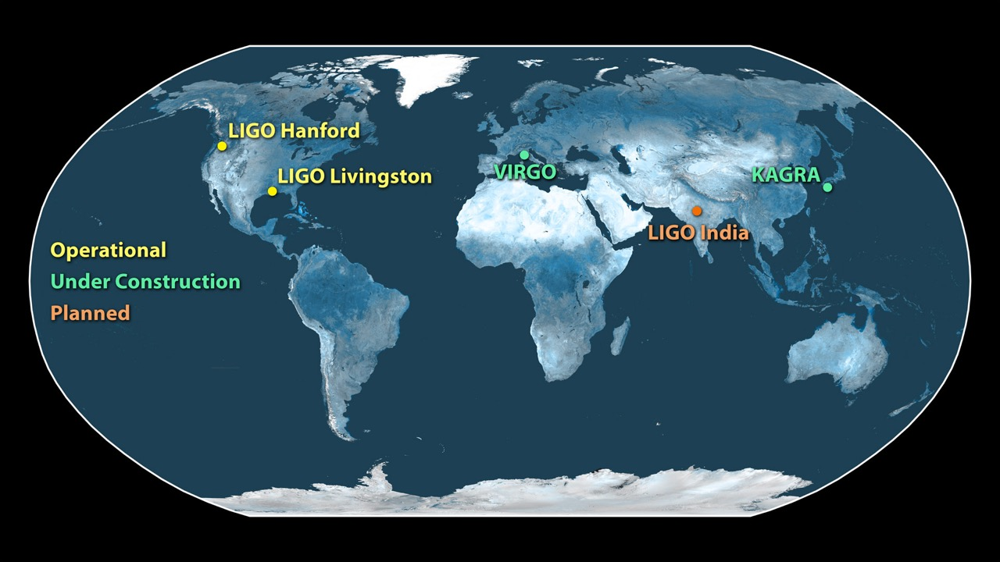 LIGO Hanford
LIGO Livingston
VIRGO
KAGRA
LIGO India
Operational
Under Construction
Planned